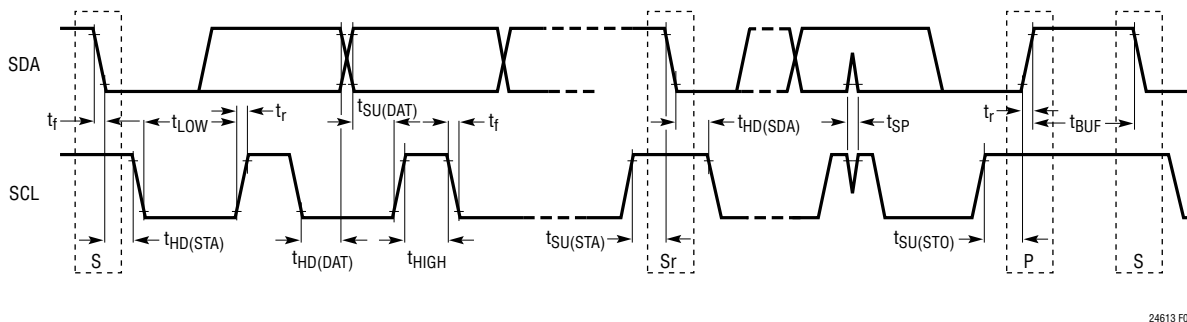 SDA
t_f
t_LOW
t_r
t_SU(DAT)
t_f
t_HD(SDA)
t_SP
t_r
t_BUF
SCL
t_HD(STA)
t_HD(DAT)
t_HIGH
t_SU(STA)
t_SU(STO)
S
Sr
P
S
24613 F0